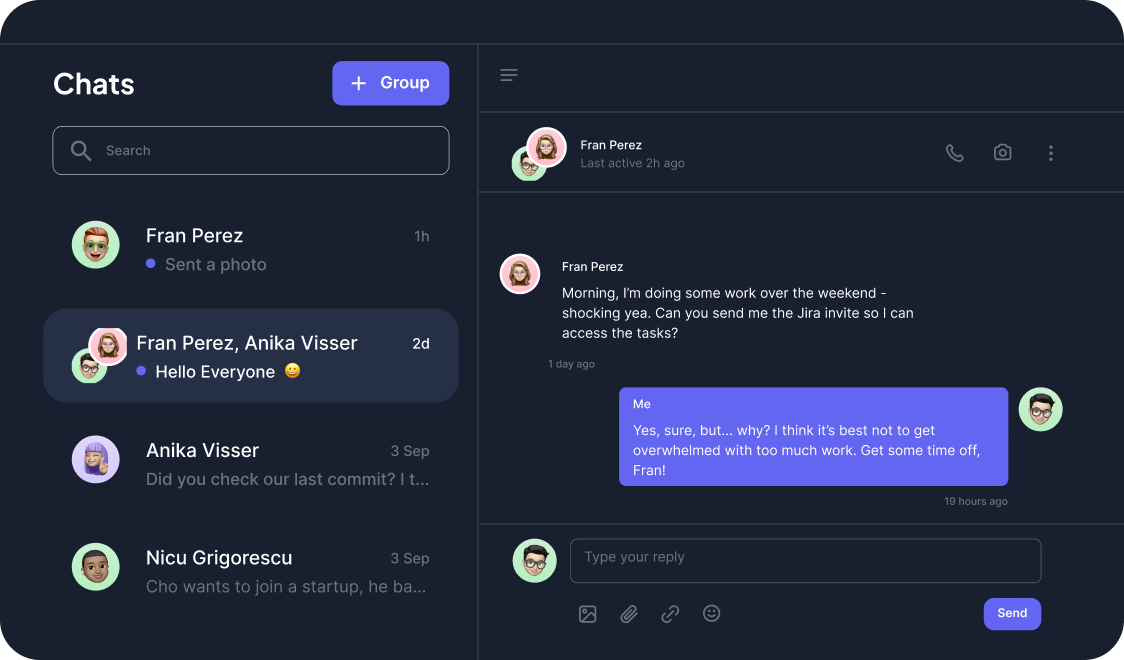 Chats
+ Group
Search
Fran Perez 1h
Sent a photo
Fran Perez, Anika Visser 2d
Hello Everyone 😀
Anika Visser 3 Sep
Did you check our last commit? I t...
Nicu Grigorescu 3 Sep
Cho wants to join a startup, he ba...
Fran Perez
Last active 2h ago
Fran Perez
Morning, I’m doing some work over the weekend -
shocking yea. Can you send me the Jira invite so I can
access the tasks?
1 day ago
Me
Yes, sure, but... why? I think it’s best not to get
overwhelmed with too much work. Get some time off,
Fran!
19 hours ago
Type your reply
Send